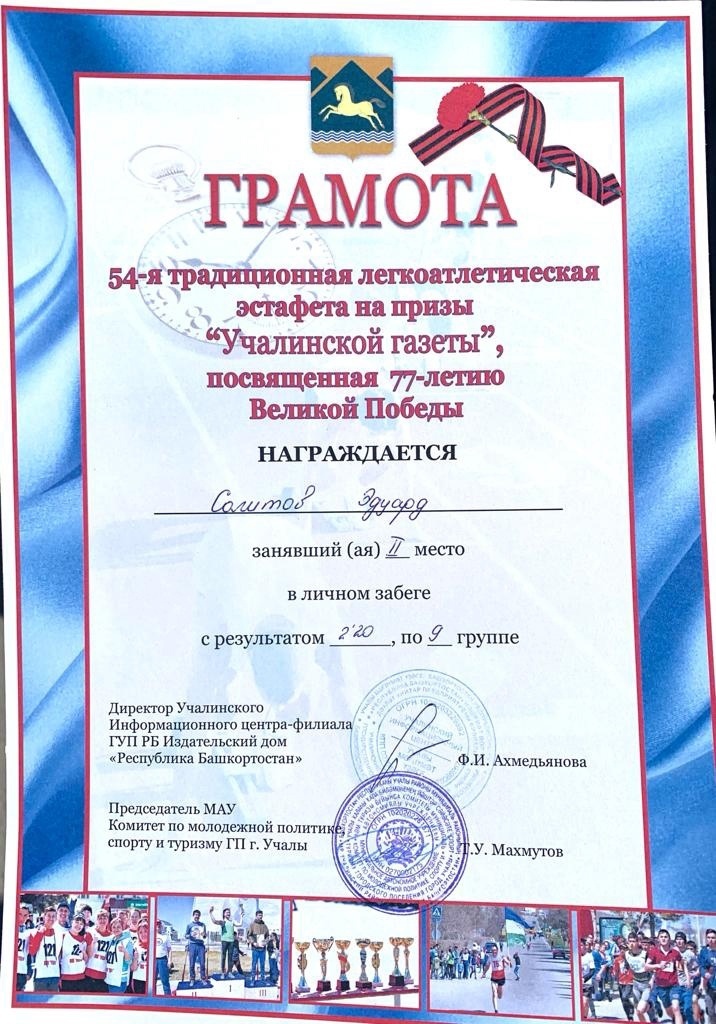 ГРАМОТА
54-я традиционная легкоатлетическая
эстафета на призы
“Учалинской газеты”,
посвященная 77-летию
Великой Победы
НАГРАЖДАЕТСЯ
Сагитов Эдуард
занявший (ая) II место
в личном забеге
с результатом 2'20, по 9 группе
Директор Учалинского
Информационного центра-филиала
ГУП РБ Издательский дом
«Республика Башкортостан»
Ф.И. Ахмедьянова
Председатель МАУ
Комитет по молодежной политике,
спорту и туризму ГП г. Учалы
Т.У. Махмутов